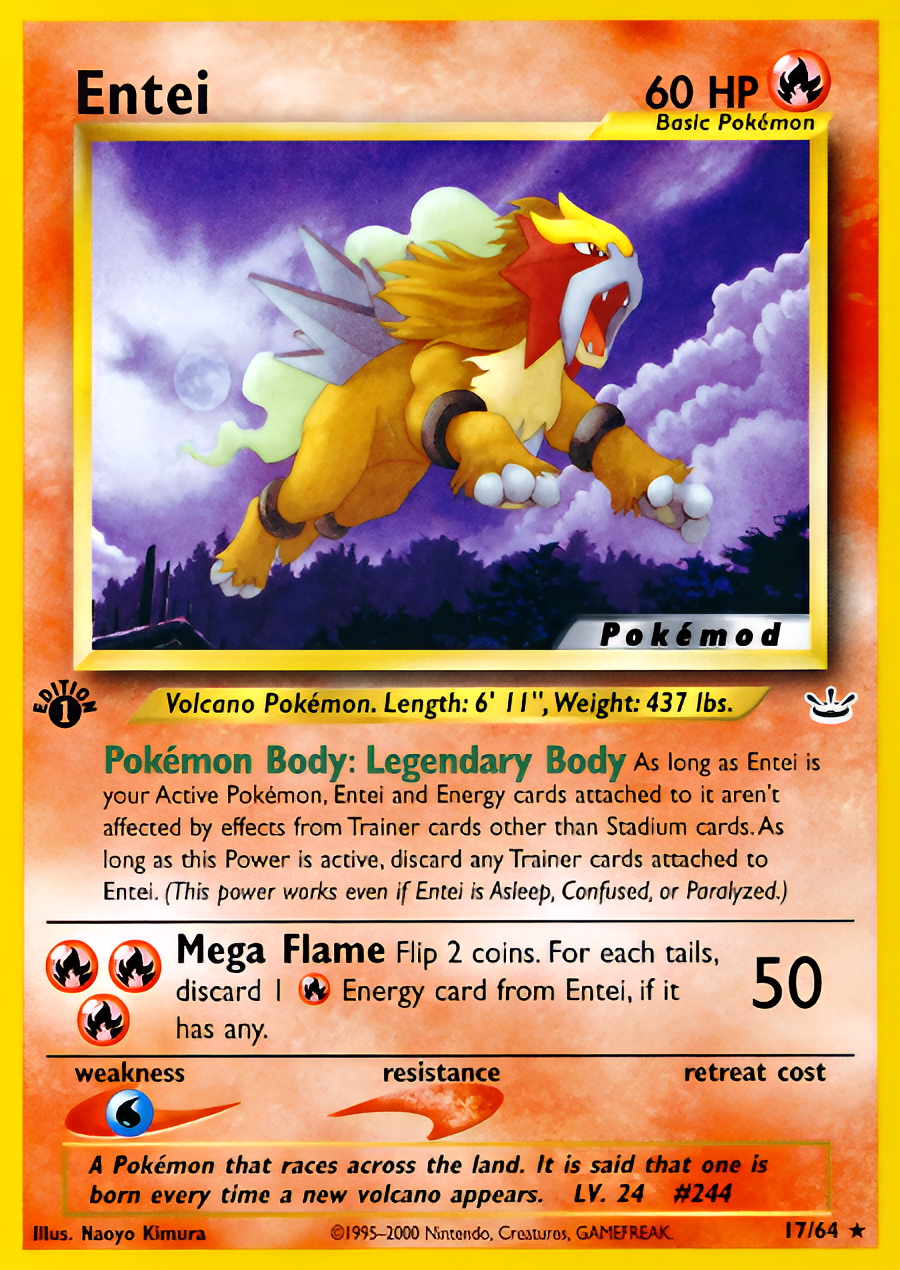 Entei
60 HP
Basic Pokémon
Pokémod
EDITION
1
Volcano Pokémon. Length: 6' 11", Weight: 437 lbs.
Pokémon Body: Legendary Body As long as Entei is
your Active Pokémon, Entei and Energy cards attached to it aren't
affected by effects from Trainer cards other than Stadium cards. As
long as this Power is active, discard any Trainer cards attached to
Entei. (This power works even if Entei is Asleep, Confused, or Paralyzed.)
Mega Flame Flip 2 coins. For each tails,
discard 1 Energy card from Entei, if it
has any.
50
weakness resistance retreat cost
A Pokémon that races across the land. It is said that one is
born every time a new volcano appears. LV. 24 #244
Illus. Naoyo Kimura ©1995-2000 Nintendo, Creatures, GAMEFREAK. 17/64 ★